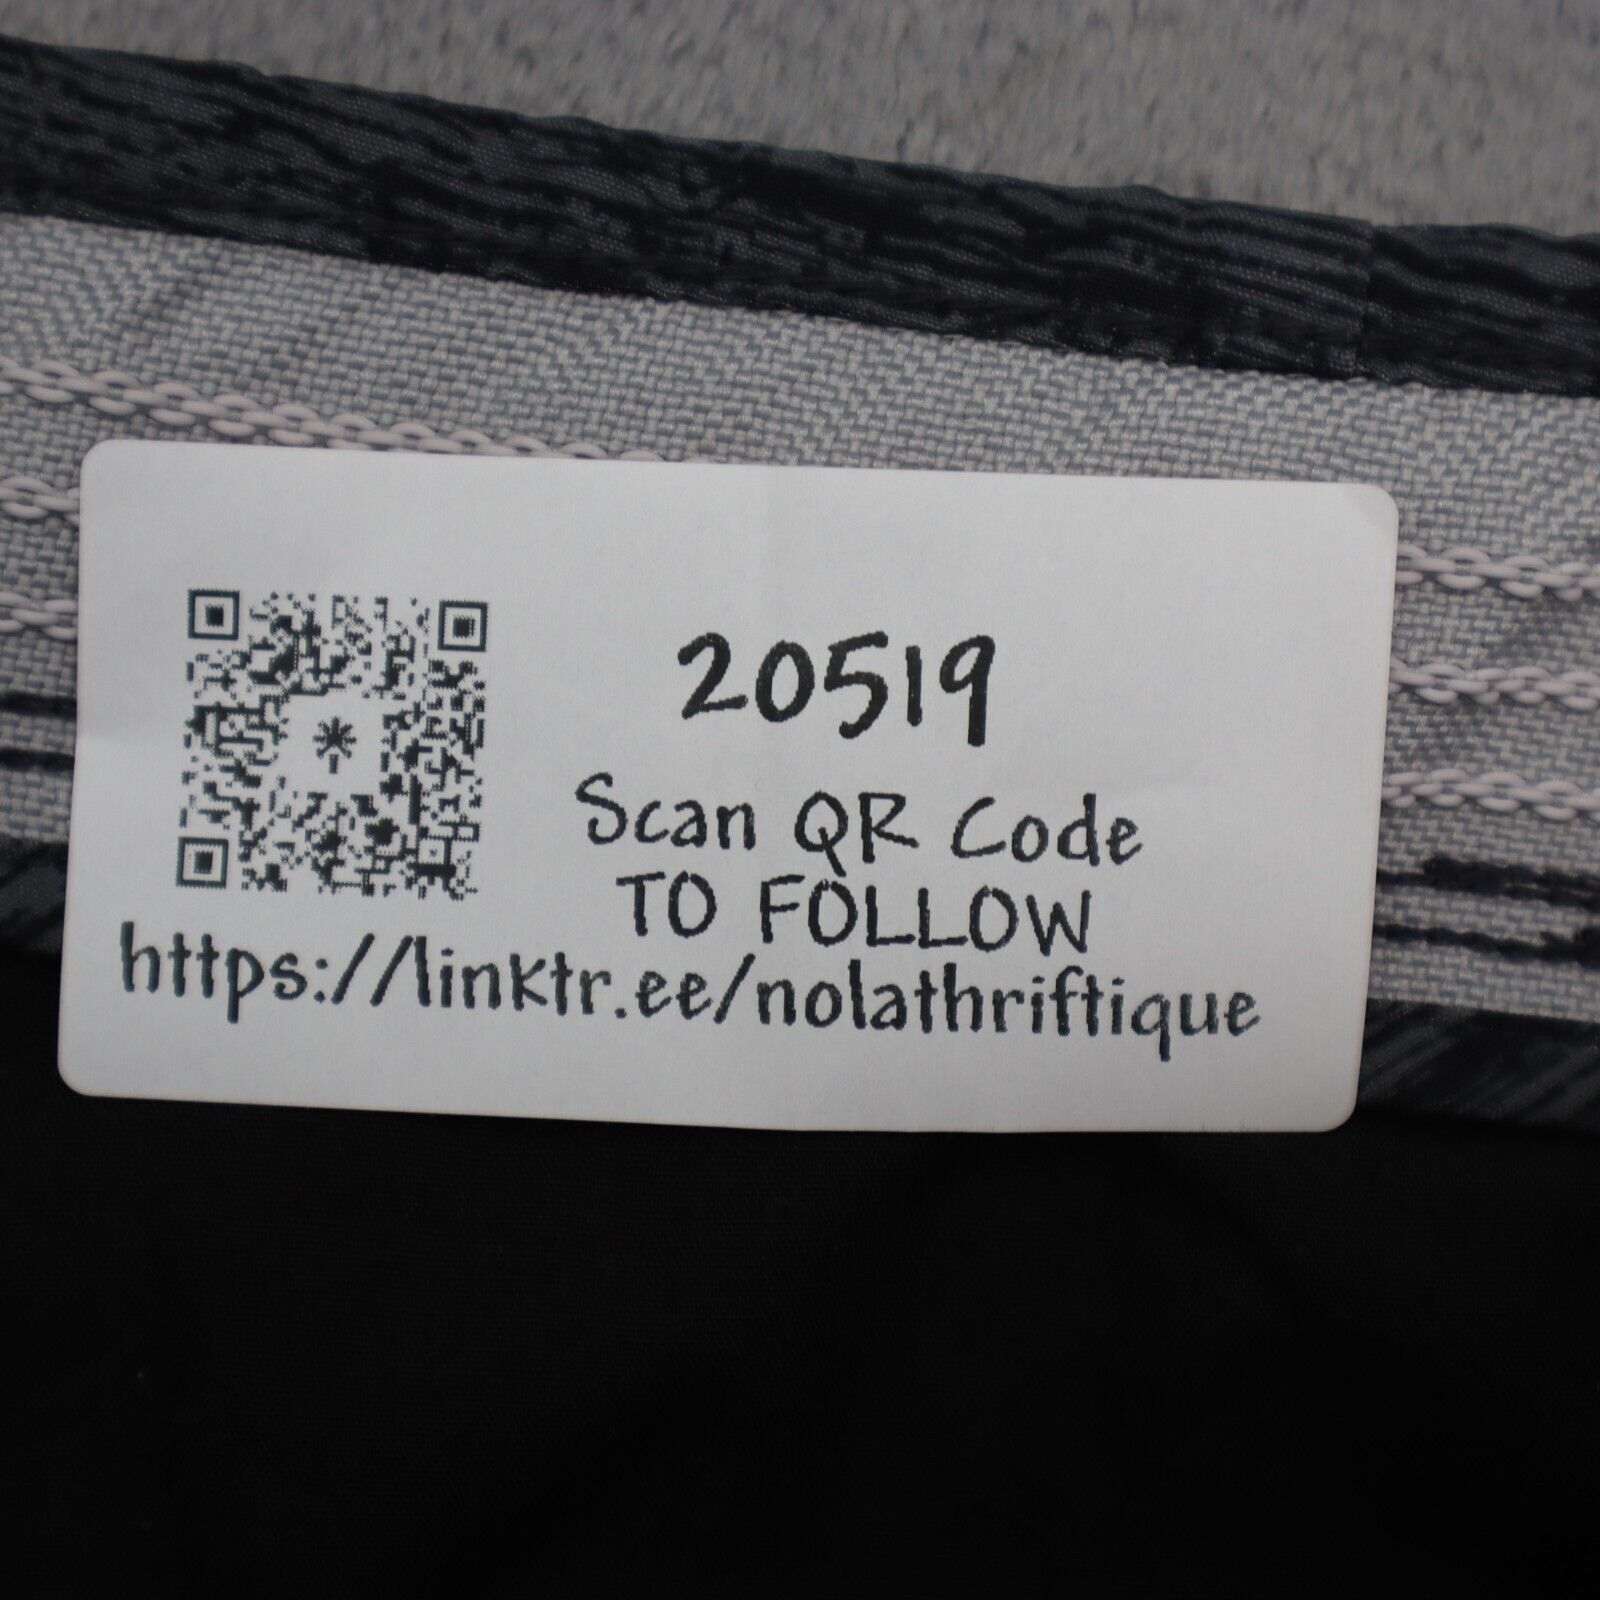 20519
Scan QR Code
TO FOLLOW
https://linktr.ee/nolathriftique